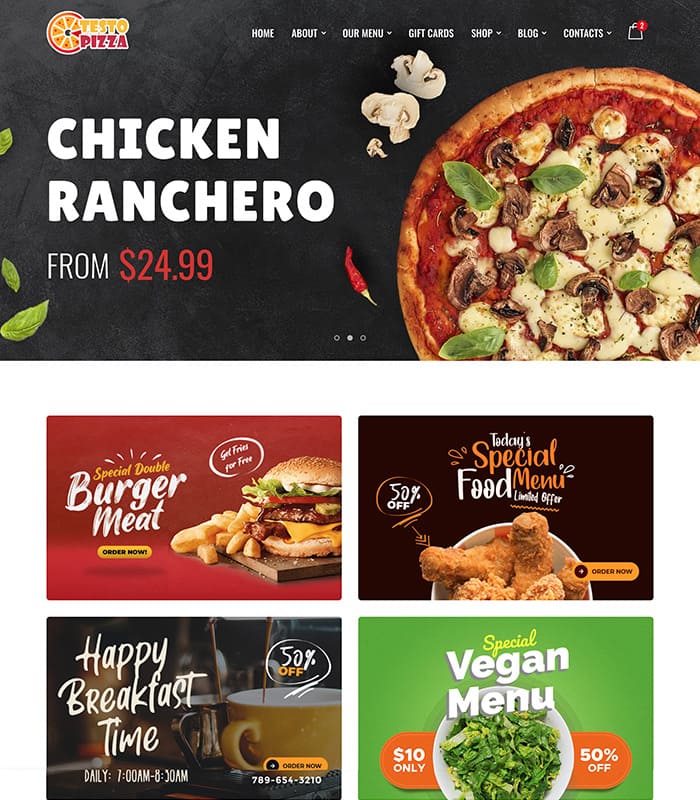 TESTO
PIZZA
HOME ABOUT OUR MENU GIFT CARDS SHOP BLOG CONTACTS 2
CHICKEN
RANCHERO
FROM $24.99
Special Double
Burger
Meat
ORDER NOW!
Get Fries
for Free
Today's
Special
Food Menu
Limited Offer
50%
OFF
ORDER NOW
Happy
Breakfast
Time
DAILY: 7:00AM-8:30AM
50%
OFF
ORDER NOW
789-654-3210
Special
Vegan
Menu
$10
ONLY
50%
OFF